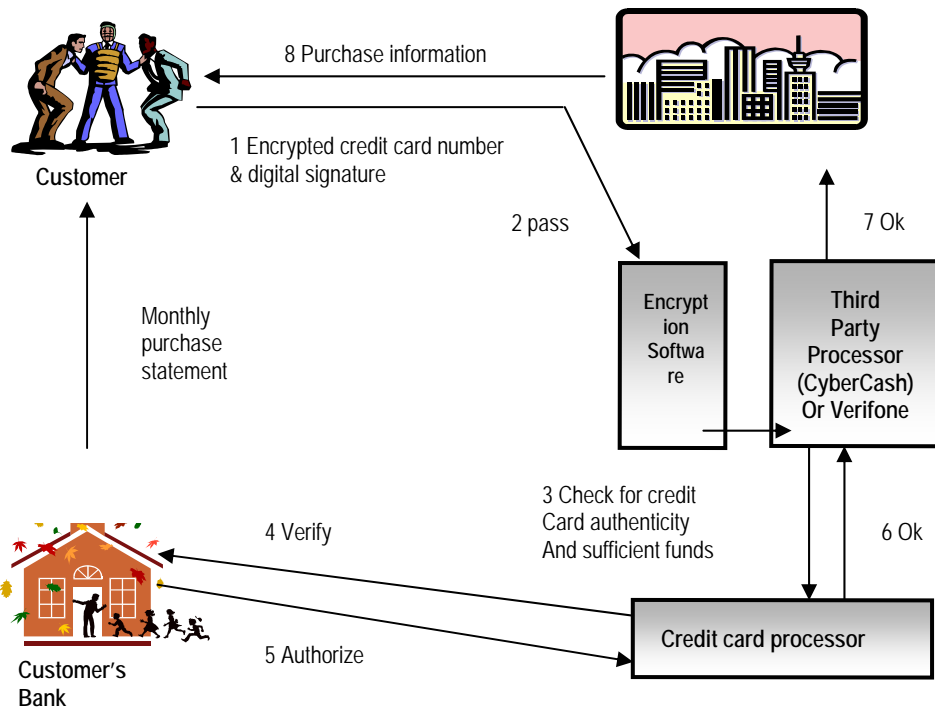 8 Purchase information
1 Encrypted credit card number
& digital signature
Customer
2 pass
7 Ok
Encrypt
ion
Softwa
re
Third
Party
Processor
(CyberCash)
Or Verifone
Monthly
purchase
statement
3 Check for credit
Card authenticity
And sufficient funds
6 Ok
4 Verify
5 Authorize
Credit card processor
Customer's
Bank